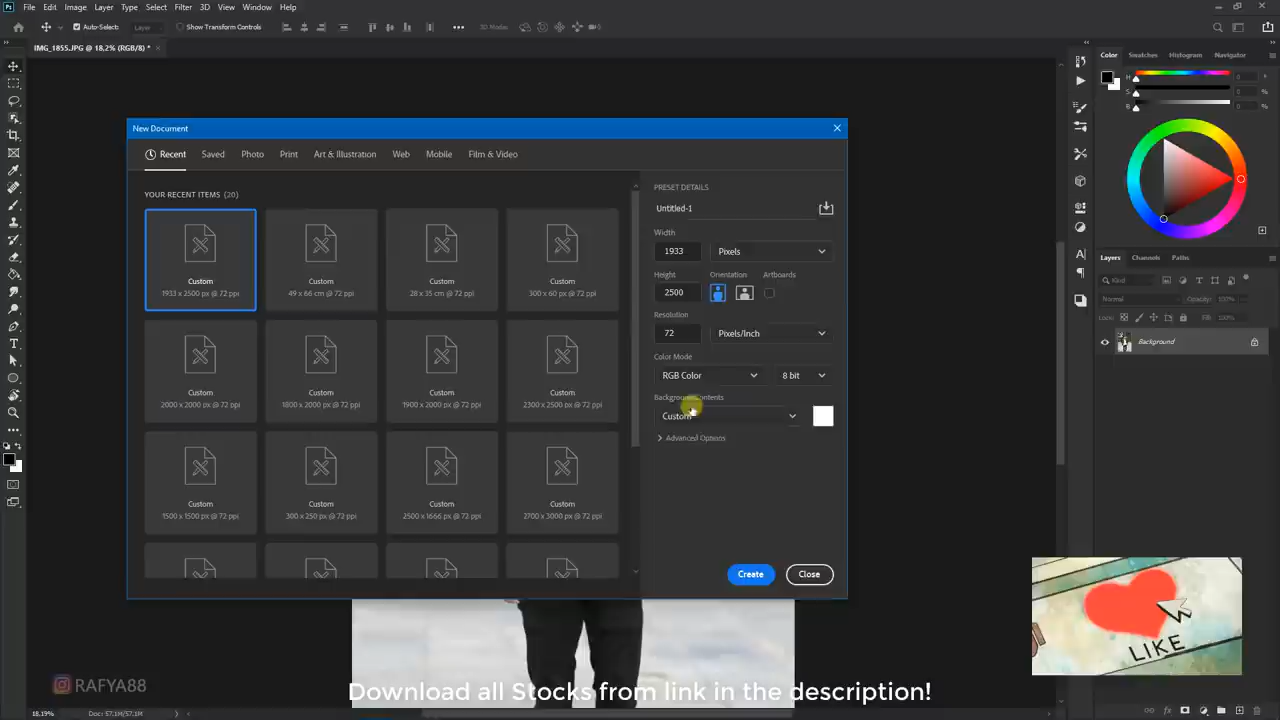 Ps File Edit Image Layer Type Select Filter 3D View Window Help
Auto-Select: Layer Show Transform Controls 3D Mode:
IMG_1855.JPG @ 18,2% (RGB/8) *
New Document
Recent Saved Photo Print Art & Illustration Web Mobile Film & Video
YOUR RECENT ITEMS (20)
Custom Custom Custom Custom
1933 x 2500 px @ 72 ppi 49 x 66 cm @ 72 ppi 28 x 35 cm @ 72 ppi 300 x 60 px @ 72 ppi
Custom Custom Custom Custom
2000 x 2000 px @ 72 ppi 1800 x 2000 px @ 72 ppi 1900 x 2000 px @ 72 ppi 2300 x 2500 px @ 72 ppi
Custom Custom Custom Custom
1500 x 1500 px @ 72 ppi 300 x 250 px @ 72 ppi 2500 x 1666 px @ 72 ppi 2700 x 3000 px @ 72 ppi
PRESET DETAILS
Untitled-1
Width
1933 Pixels
Height Orientation Artboards
2500
Resolution
72 Pixels/Inch
Color Mode
RGB Color 8 bit
Background Contents
Custom
Advanced Options
Create Close
Color Swatches Histogram Navigator
H 0 °
S 0 %
B 0 %
Layers Channels Paths
Kind
Normal Opacity: 100%
Lock: Fill: 100%
Background
LIKE
RAFYA88
Download all Stocks from link in the description!
18.19% Doc: 57,1M/57,1M